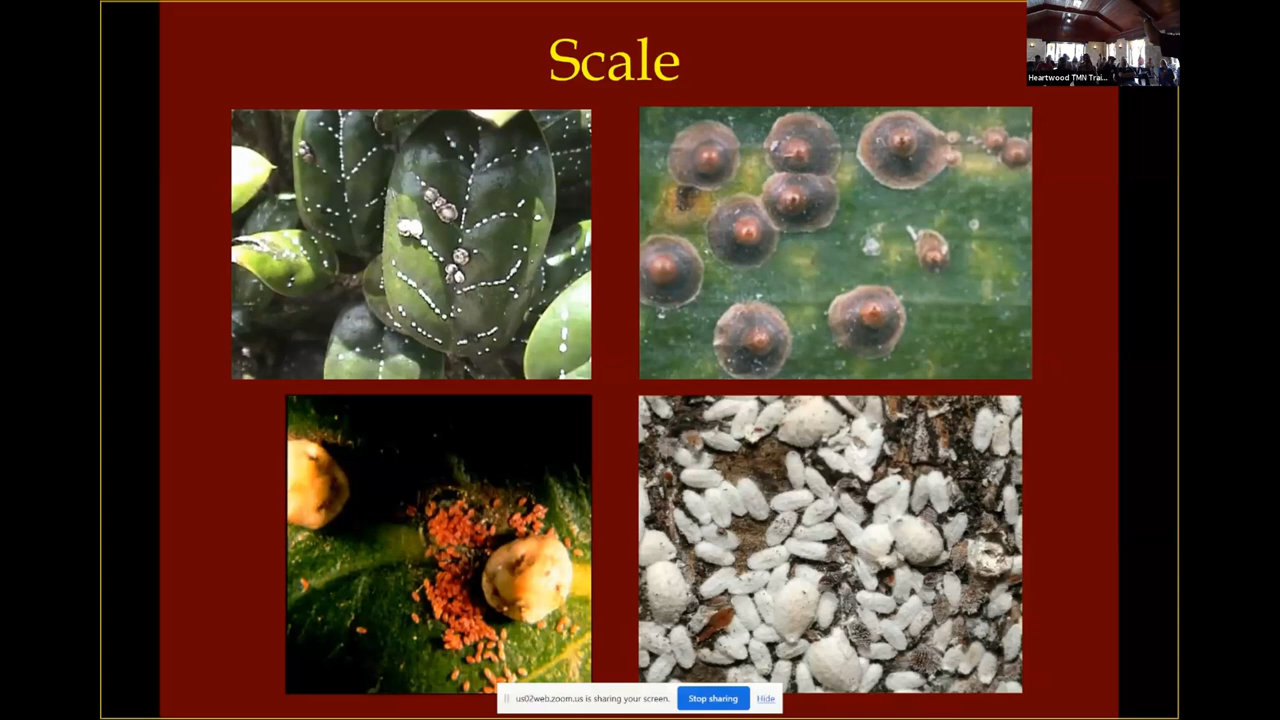 Scale
Heartwood TMN Trai...
us02web.zoom.us is sharing your screen.
Stop sharing
Hide